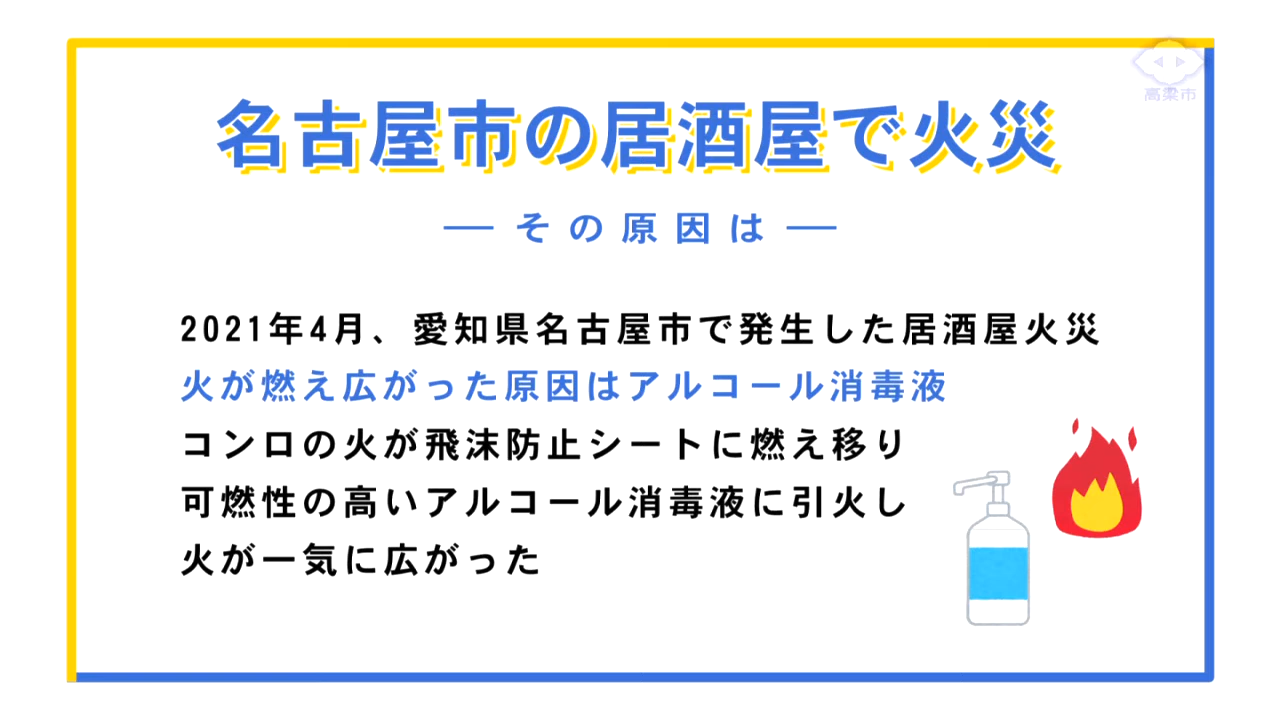 高梁市
名古屋市の居酒屋で火災
― その原因は ―
2021年4月、愛知県名古屋市で発生した居酒屋火災
火が燃え広がった原因はアルコール消毒液
コンロの火が飛沫防止シートに燃え移り
可燃性の高いアルコール消毒液に引火し
火が一気に広がった